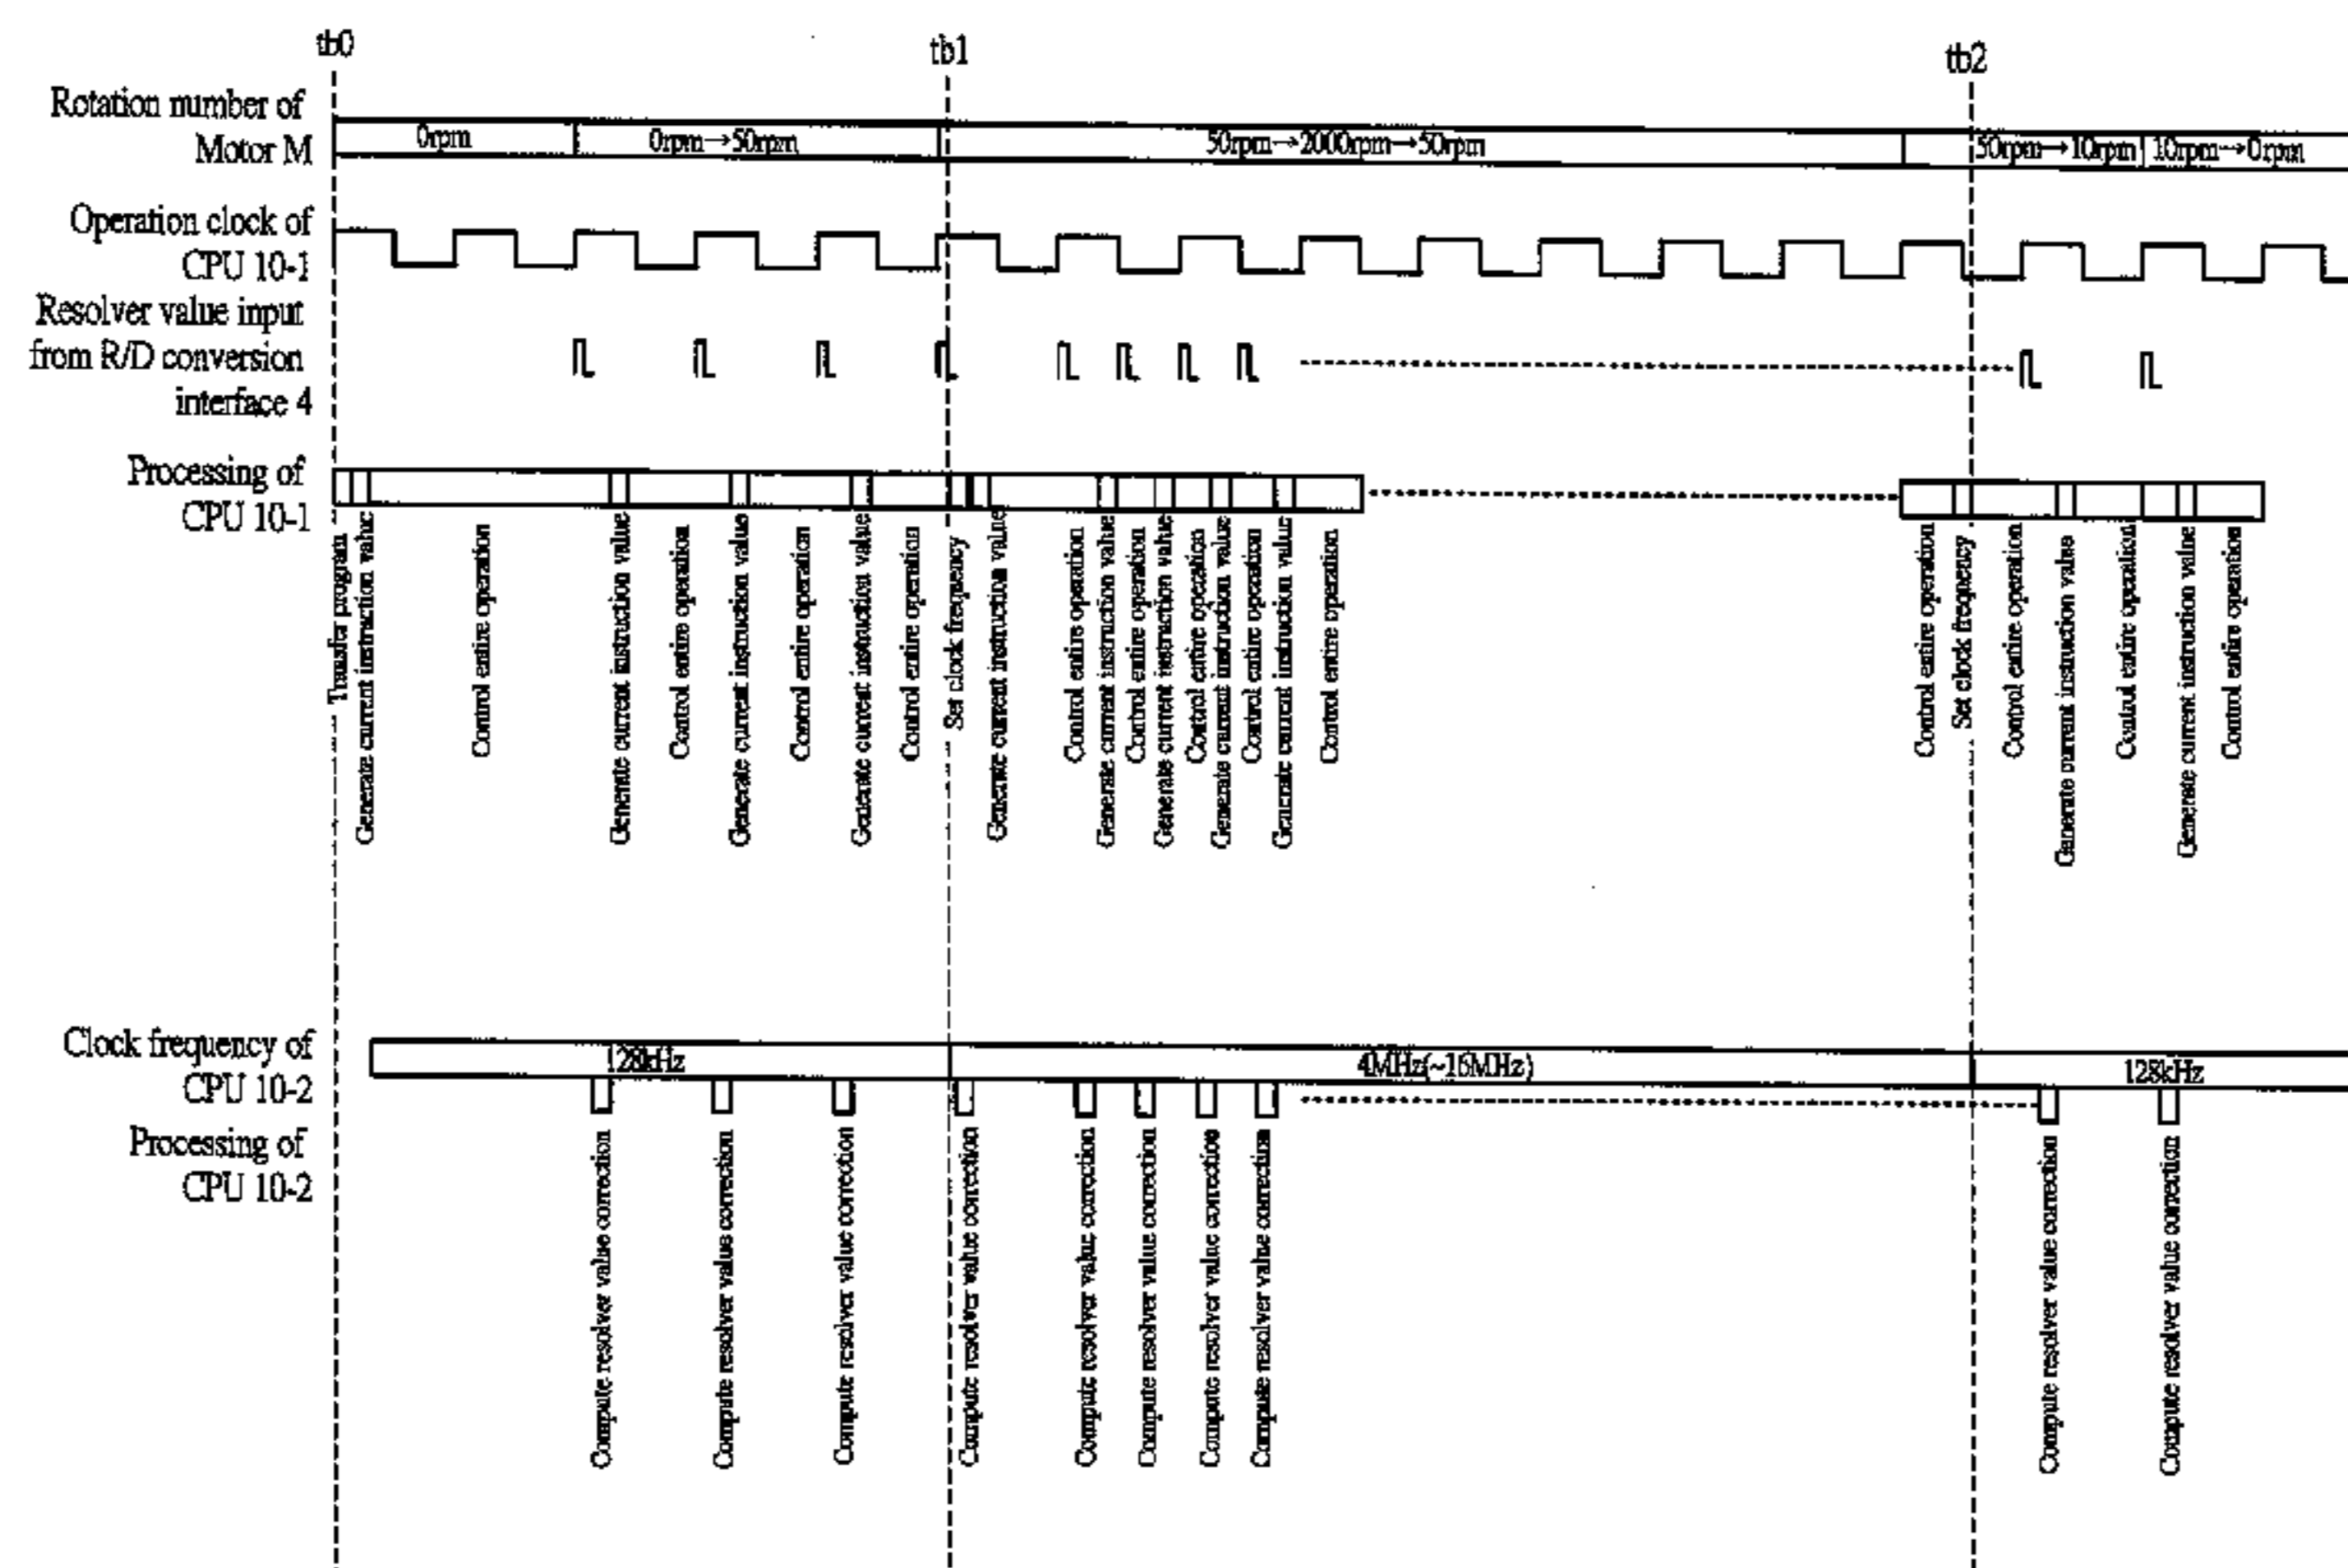 tb0
tb1
tb2
Rotation number of
Motor M
0rpm
0rpm→50rpm
50rpm→2000rpm→50rpm
50rpm→10rpm
10rpm→0rpm
Operation clock of
CPU 10-1
Resolver value input
from R/D conversion
interface 4
Processing of
CPU 10-1
Transfer program
Generate current instruction value
Control entire operation
Generate current instruction value
Control entire operation
Generate current instruction value
Control entire operation
Generate current instruction value
Control entire operation
Set clock frequency
Generate current instruction value
Control entire operation
Generate current instruction value
Control entire operation
Generate current instruction value
Control entire operation
Generate current instruction value
Control entire operation
Generate current instruction value
Control entire operation
Control entire operation
Set clock frequency
Control entire operation
Generate current instruction value
Control entire operation
Generate current instruction value
Control entire operation
Clock frequency of
CPU 10-2
128kHz
4MHz(~16MHz)
128kHz
Processing of
CPU 10-2
Compute resolver value correction
Compute resolver value correction
Compute resolver value correction
Compute resolver value correction
Compute resolver value correction
Compute resolver value correction
Compute resolver value correction
Compute resolver value correction
Compute resolver value correction
Compute resolver value correction